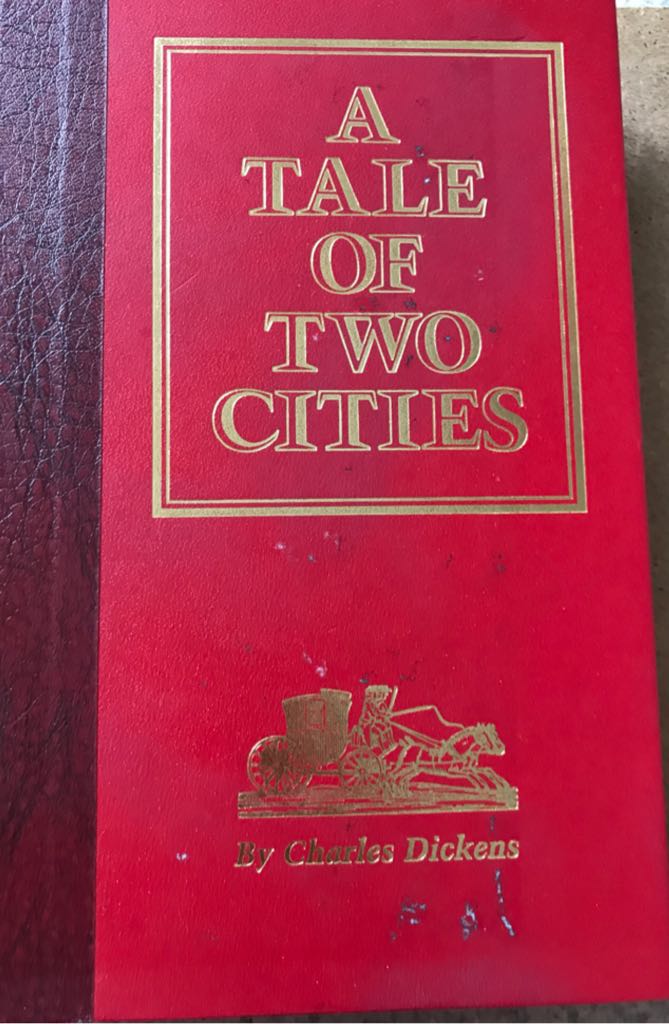 A
TALE
OF
TWO
CITIES
By Charles Dickens